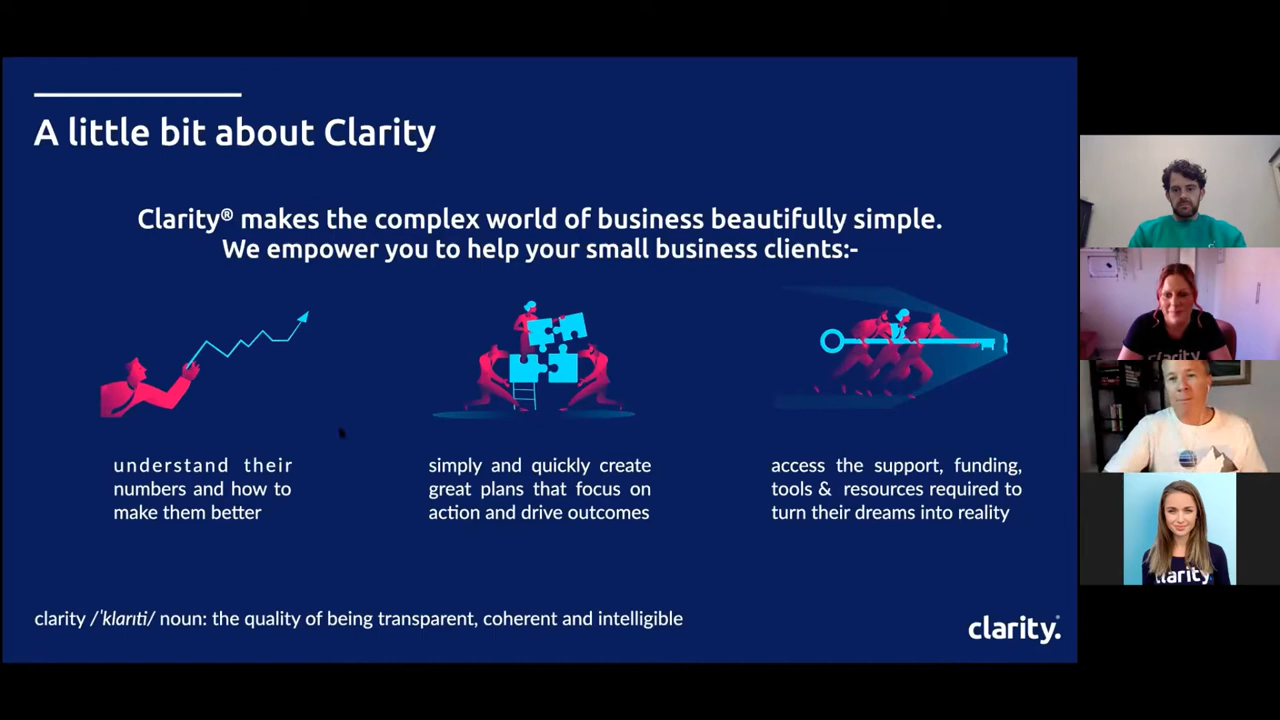 A little bit about Clarity
Clarity® makes the complex world of business beautifully simple.
We empower you to help your small business clients:-
understand their
numbers and how to
make them better
simply and quickly create
great plans that focus on
action and drive outcomes
access the support, funding,
tools & resources required to
turn their dreams into reality
clarity /ˈklarɪti/ noun: the quality of being transparent, coherent and intelligible
clarity.
clarity
clarity